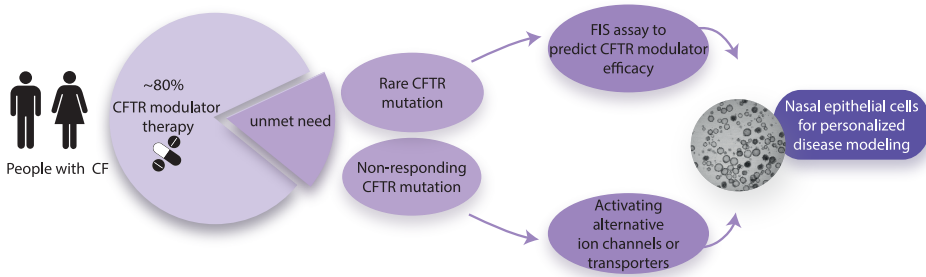 People with CF
~80%
CFTR modulator
therapy
unmet need
Rare CFTR
mutation
Non-responding
CFTR mutation
FIS assay to
predict CFTR modulator
efficacy
Activating
alternative
ion channels or
transporters
Nasal epithelial cells
for personalized
disease modeling